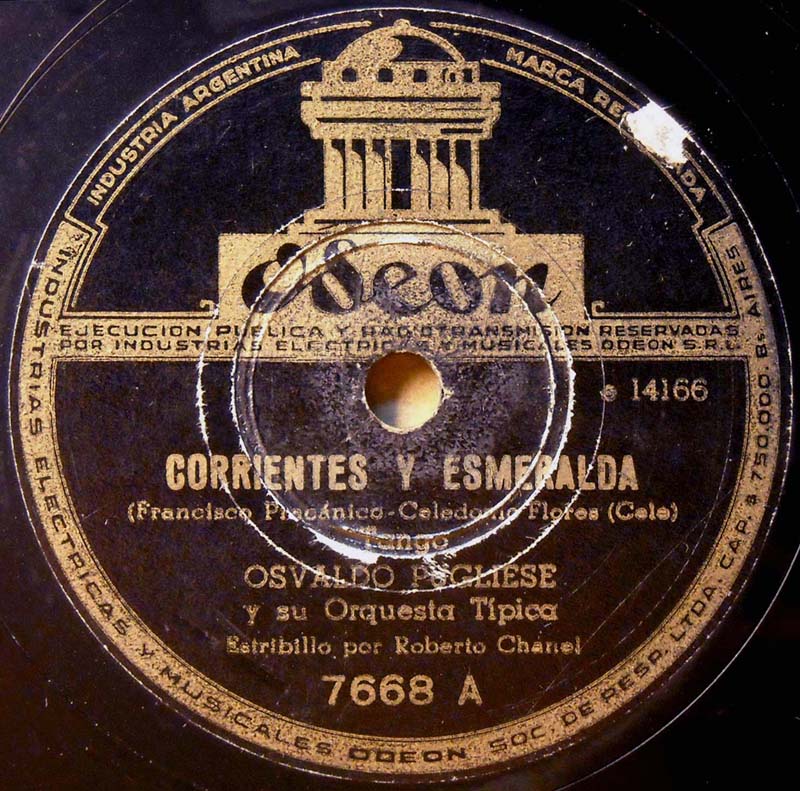 INDUSTRIA ARGENTINA
MARCA
Odeon
EJECUCION PUBLICA Y RADIOTRANSMISION RESERVADAS
POR INDUSTRIAS ELECTRICAS Y MUSICALES ODEON S.R.L.
e 14166
CORRIENTES Y ESMERALDA
(Francisco Pracánico-Celedonio Flores (Cele)
Tango
OSVALDO PUGLIESE
y su Orquesta Típica
Estribillo por Roberto Chanel
7668 A
INDUSTRIAS ELECTRICAS Y MUSICALES ODEON SOC. DE RESP. LTDA. CAP. $ 750.000. Bs. AIRES